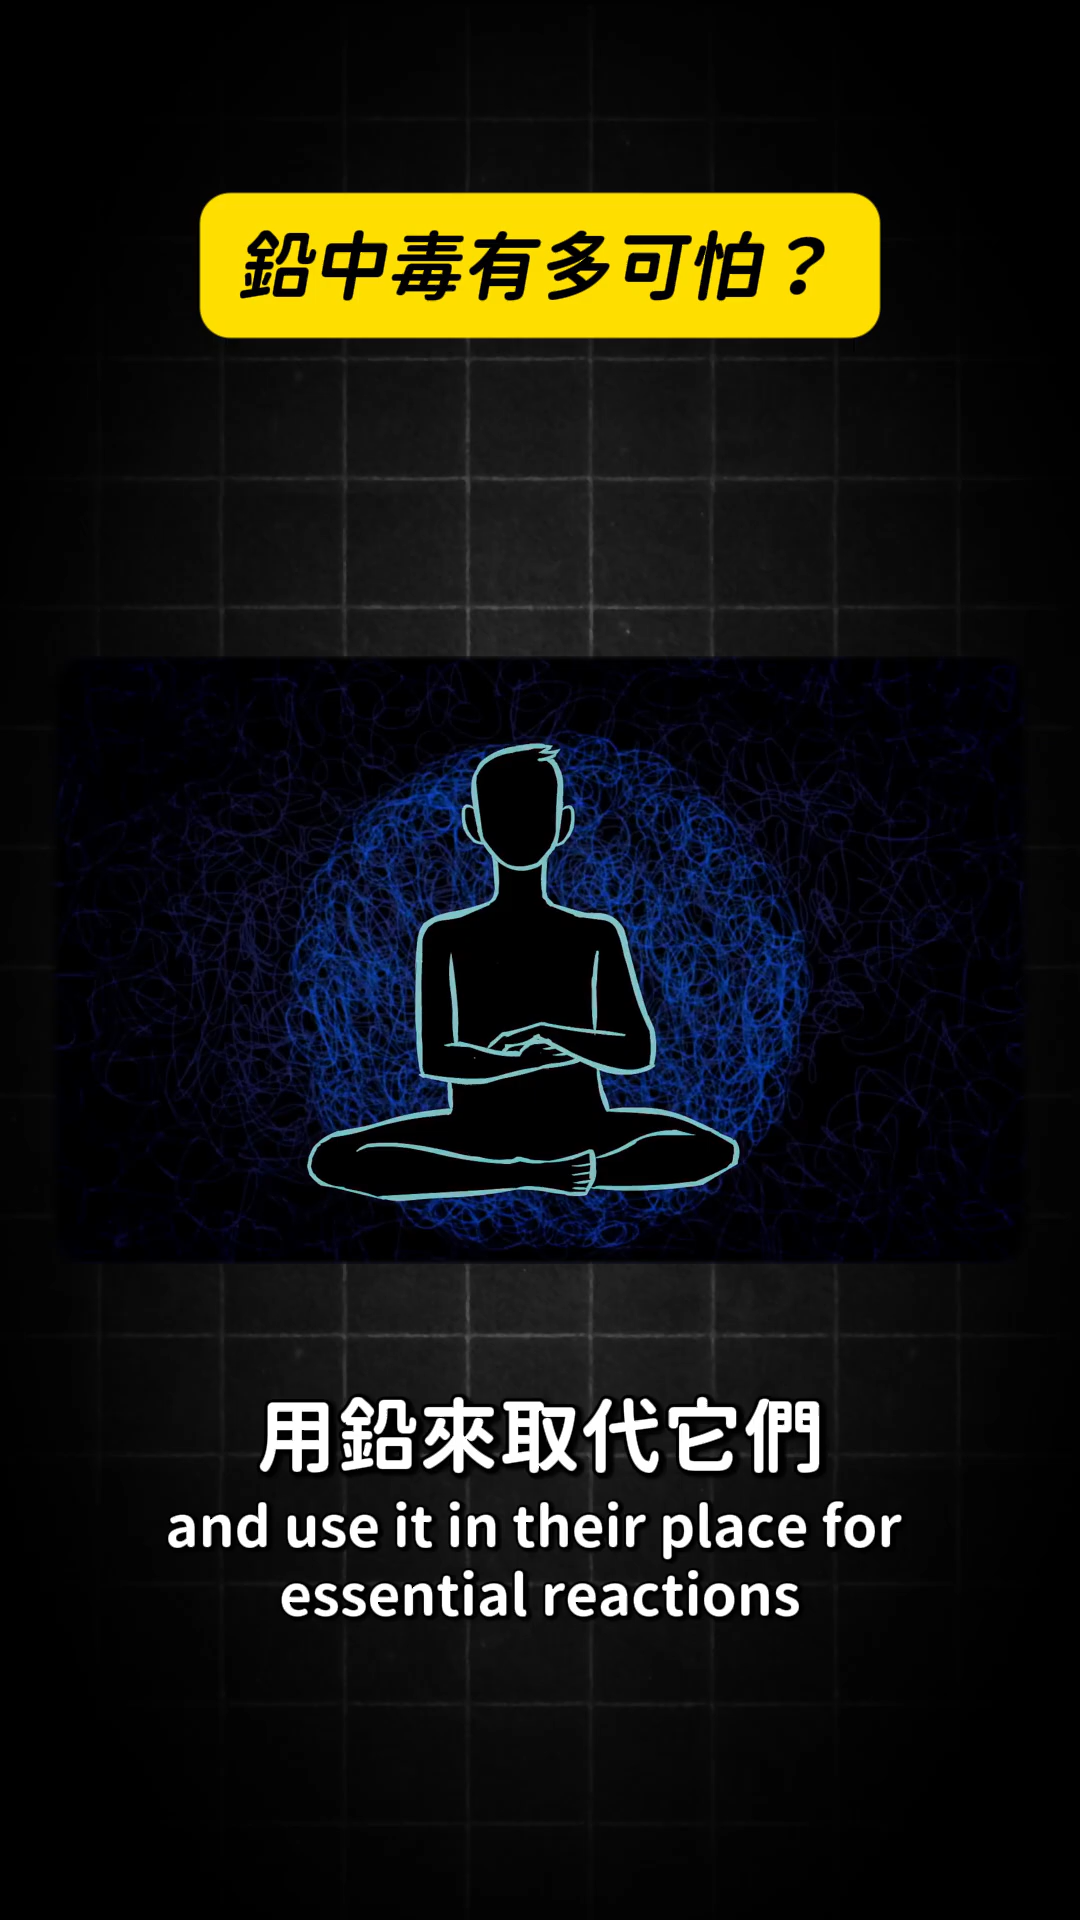 鉛中毒有多可怕？
用鉛來取代它們
and use it in their place for
essential reactions